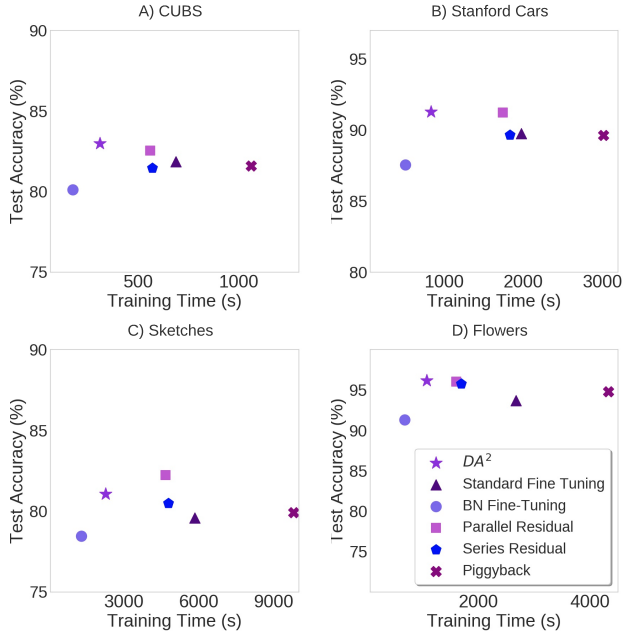 A) CUBS
Test Accuracy (%)
90
85
80
75
500 1000
Training Time (s)
B) Stanford Cars
Test Accuracy (%)
95
90
85
80
1000 2000 3000
Training Time (s)
C) Sketches
Test Accuracy (%)
90
85
80
75
3000 6000 9000
Training Time (s)
D) Flowers
Test Accuracy (%)
95
90
85
80
75
2000 4000
Training Time (s)
DA²
Standard Fine Tuning
BN Fine-Tuning
Parallel Residual
Series Residual
Piggyback